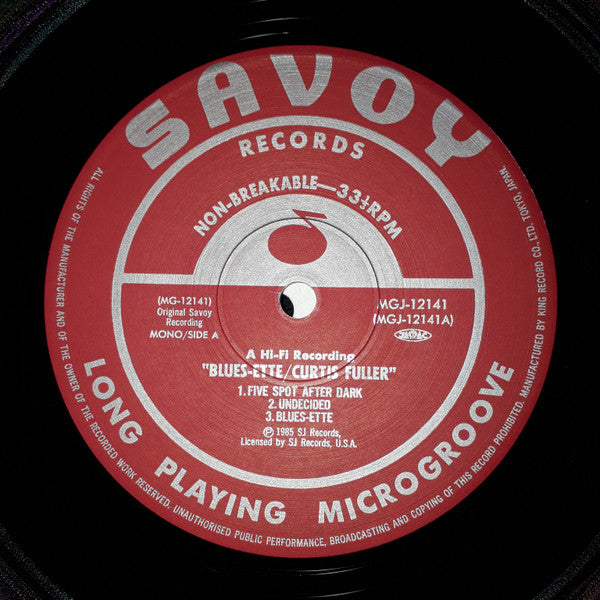 SAVOY
RECORDS
NON-BREAKABLE—33⅓RPM
(MG-12141)
Original Savoy
Recording
MONO/SIDE A
MGJ-12141
(MGJ-12141A)
A Hi-Fi Recording
"BLUES-ETTE/CURTIS FULLER"
1. FIVE SPOT AFTER DARK
2. UNDECIDED
3. BLUES-ETTE
Ⓟ 1985 SJ Records,
Licensed by SJ Records, U.S.A.
LONG PLAYING MICROGROOVE
ALL RIGHTS OF THE MANUFACTURER AND OF THE OWNER OF THE RECORDED WORK RESERVED. UNAUTHORISED PUBLIC PERFORMANCE, BROADCASTING AND COPYING OF THIS RECORD PROHIBITED. MANUFACTURED BY KING RECORD CO., LTD. TOKYO, JAPAN.